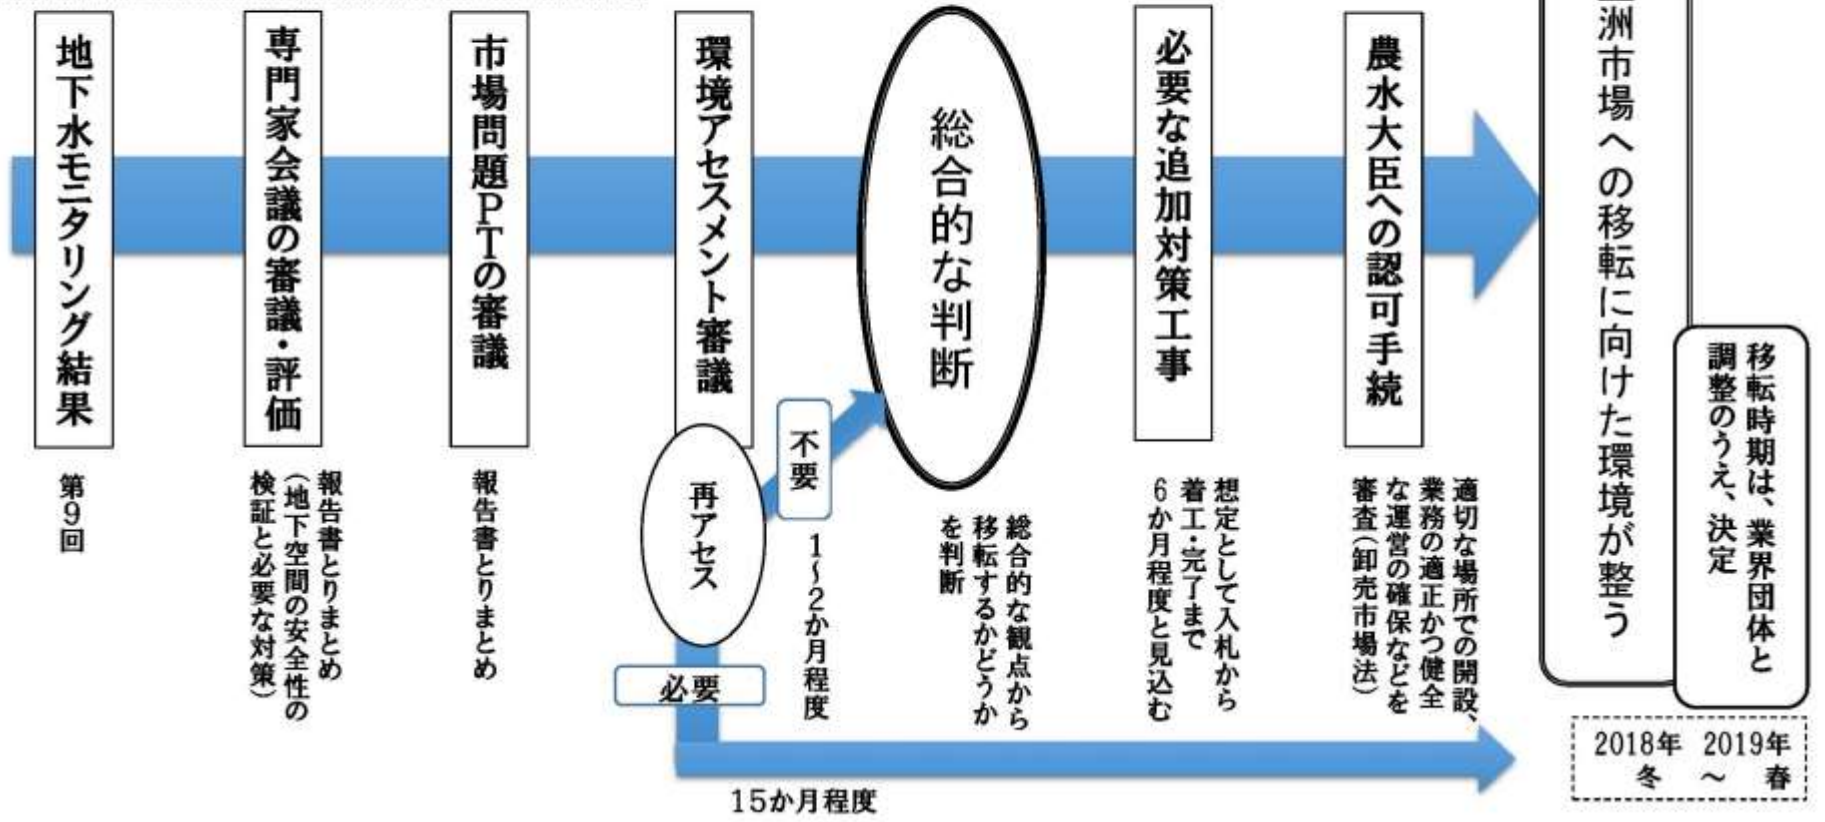 地下水モニタリング結果
第9回
専門家会議の審議・評価
報告書とりまとめ
(地下空間の安全性の
検証と必要な対策)
市場問題PTの審議
報告書とりまとめ
環境アセスメント審議
再アセス
不要
1~2か月程度
必要
15か月程度
総合的な判断
総合的な観点から
移転するかどうか
を判断
必要な追加対策工事
想定として入札から
着工・完了まで
6か月程度と見込む
農水大臣への認可手続
適切な場所での開設、
業務の適正かつ健全
な運営の確保などを
審査(卸売市場法)
洲市場への移転に向けた環境が整う
移転時期は、業界団体と
調整のうえ、決定
2018年 2019年
冬 ~ 春